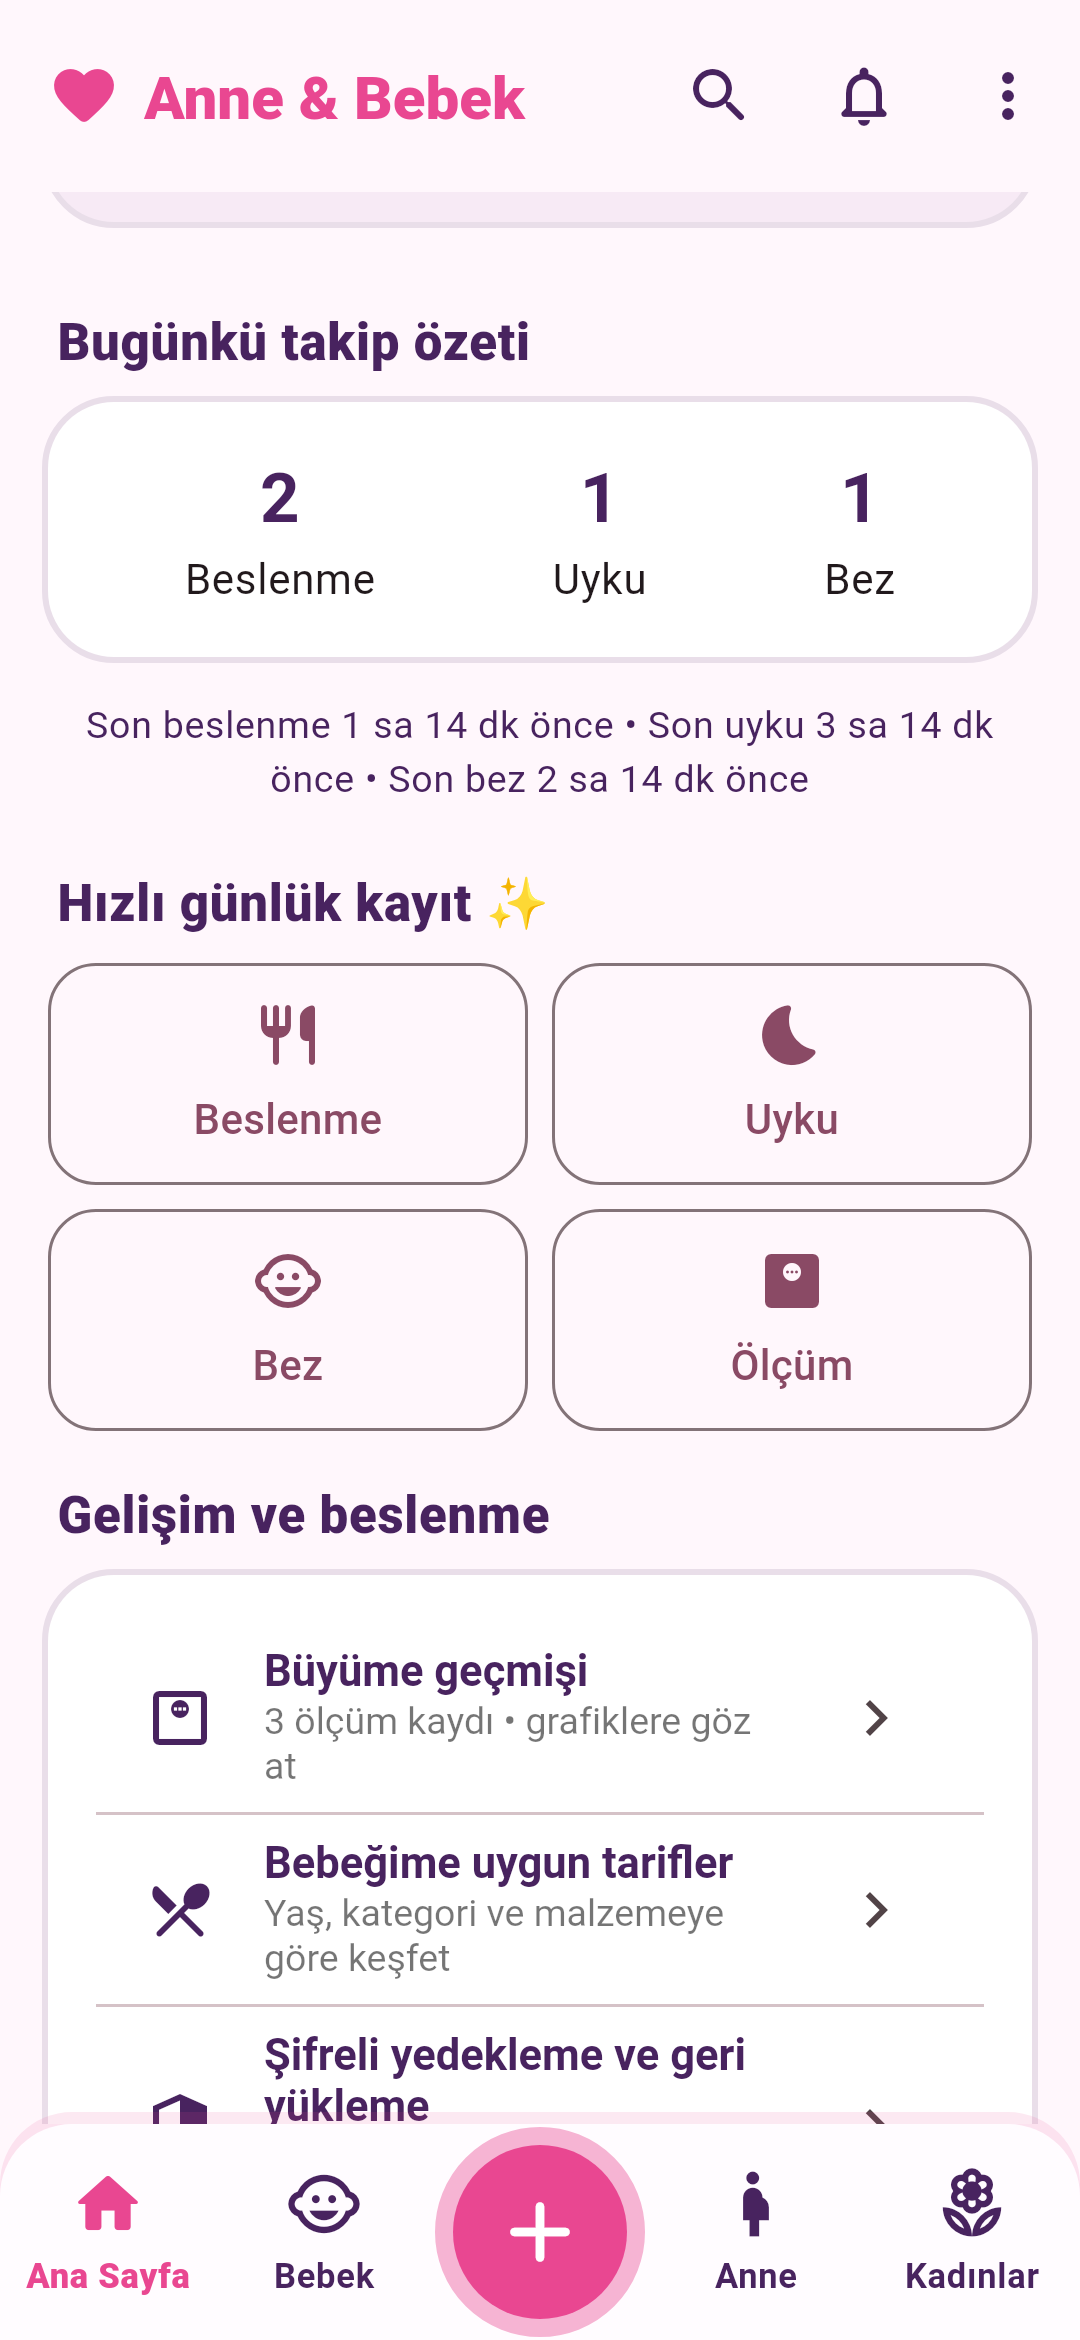 Anne & Bebek
Bugünkü takip özeti
2
1
1
Beslenme
Uyku
Bez
Son beslenme 1 sa 14 dk önce • Son uyku 3 sa 14 dk
önce • Son bez 2 sa 14 dk önce
Hızlı günlük kayıt ✨
Beslenme
Uyku
Bez
Ölçüm
Gelişim ve beslenme
Büyüme geçmişi
3 ölçüm kaydı • grafiklere göz
at
Bebeğime uygun tarifler
Yaş, kategori ve malzemeye
göre keşfet
Şifreli yedekleme ve geri
yükleme
Ana Sayfa
Bebek
Anne
Kadınlar